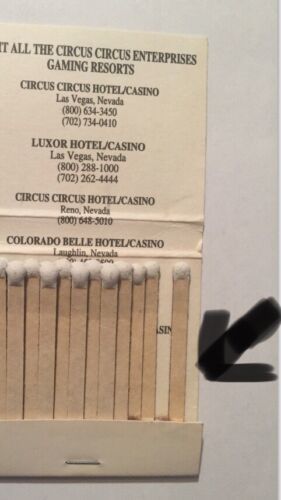 IT ALL THE CIRCUS CIRCUS ENTERPRISES
GAMING RESORTS
CIRCUS CIRCUS HOTEL/CASINO
Las Vegas, Nevada
(800) 634-3450
(702) 734-0410
LUXOR HOTEL/CASINO
Las Vegas, Nevada
(800) 288-1000
(702) 262-4444
CIRCUS CIRCUS HOTEL/CASINO
Reno, Nevada
(800) 648-5010
COLORADO BELLE HOTEL/CASINO
Laughlin, Nevada